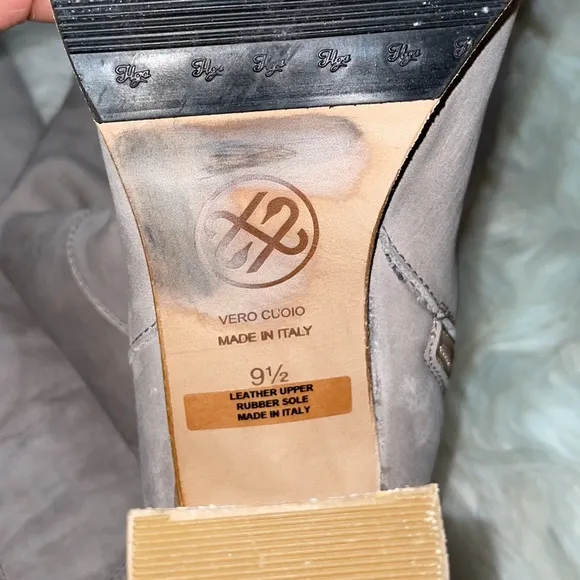 VERO CUOIO
MADE IN ITALY
9½
LEATHER UPPER
RUBBER SOLE
MADE IN ITALY